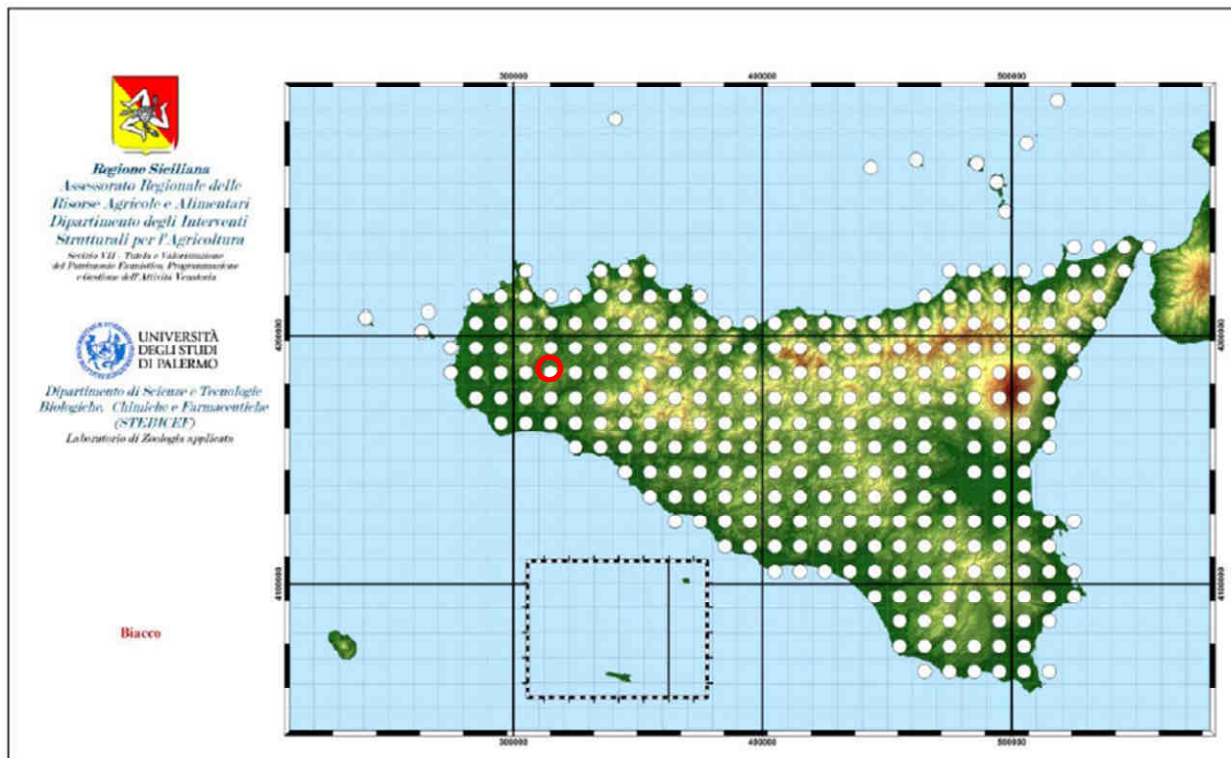 Regione Siciliana
Assessorato Regionale delle
Risorse Agricole e Alimentari
Dipartimento degli Interventi
Strutturali per l'Agricoltura
Servizio VII - Tutela e Valorizzazione
del Patrimonio Faunistico, Programmazione
e Gestione dell'Attività Venatoria
UNIVERSITÀ
DEGLI STUDI
DI PALERMO
Dipartimento di Scienze e Tecnologie
Biologiche, Chimiche e Farmaceutiche
(STEBICEF)
Laboratorio di Zoologia applicata
Biacco
300000
400000
500000
4200000
4200000
4100000
4100000
300000
400000
500000